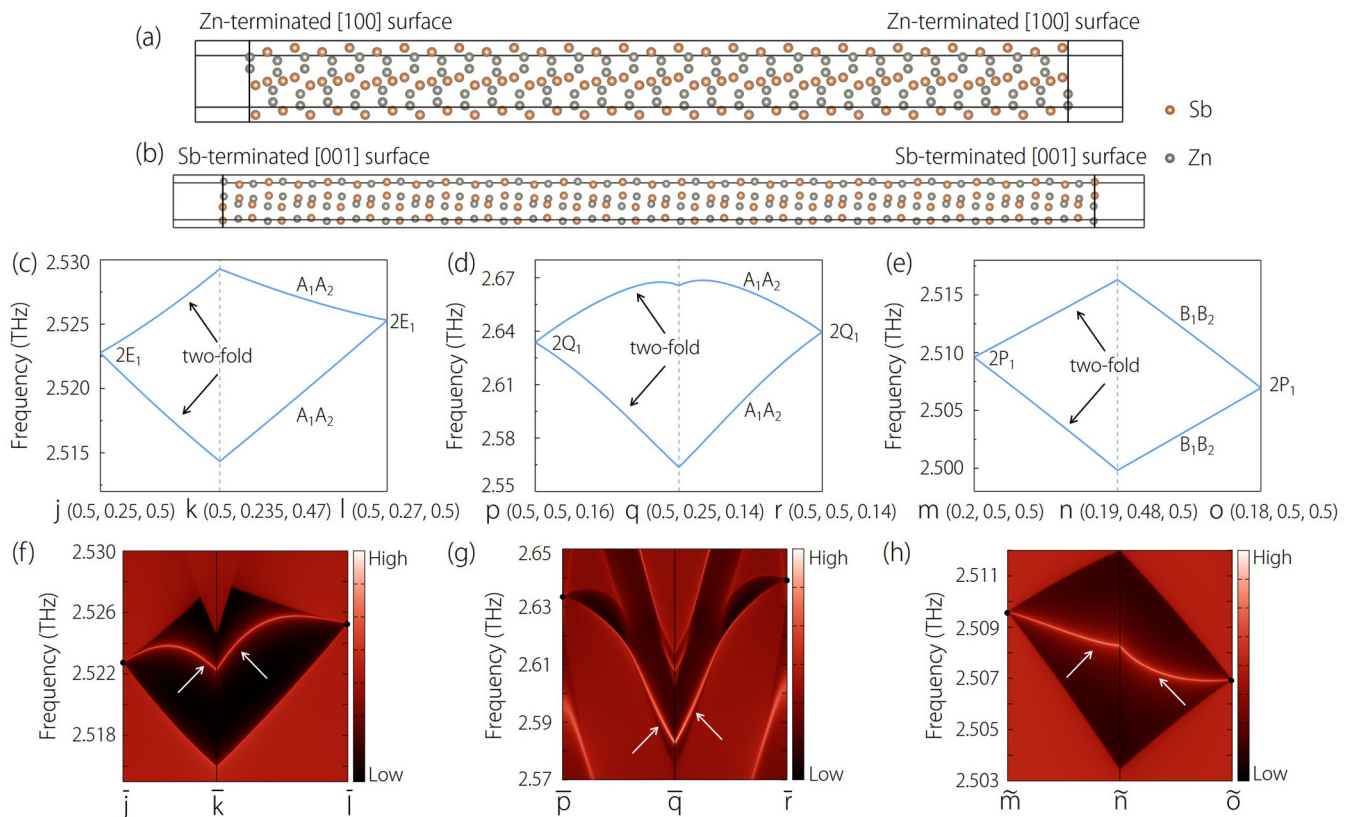 Zn-terminated [100] surface
Zn-terminated [100] surface
(a)
Sb
Zn
(b)
Sb-terminated [001] surface
Sb-terminated [001] surface
(c)
Frequency (THz)
2.530
2.525
2.520
2.515
2E1
two-fold
A1A2
A1A2
2E1
j (0.5, 0.25, 0.5) k (0.5, 0.235, 0.47) l (0.5, 0.27, 0.5)
(d)
Frequency (THz)
2.67
2.64
2.61
2.58
2.55
2Q1
two-fold
A1A2
A1A2
2Q1
p (0.5, 0.5, 0.16) q (0.5, 0.25, 0.14) r (0.5, 0.5, 0.14)
(e)
Frequency (THz)
2.515
2.510
2.505
2.500
2P1
two-fold
B1B2
B1B2
2P1
m (0.2, 0.5, 0.5) n (0.19, 0.48, 0.5) o (0.18, 0.5, 0.5)
(f)
Frequency (THz)
2.530
2.526
2.522
2.518
High
Low
j̄ k̄ l̄
(g)
Frequency (THz)
2.65
2.63
2.61
2.59
2.57
High
Low
p̄ q̄ r̄
(h)
Frequency (THz)
2.511
2.509
2.507
2.505
2.503
High
Low
m̃ ñ õ